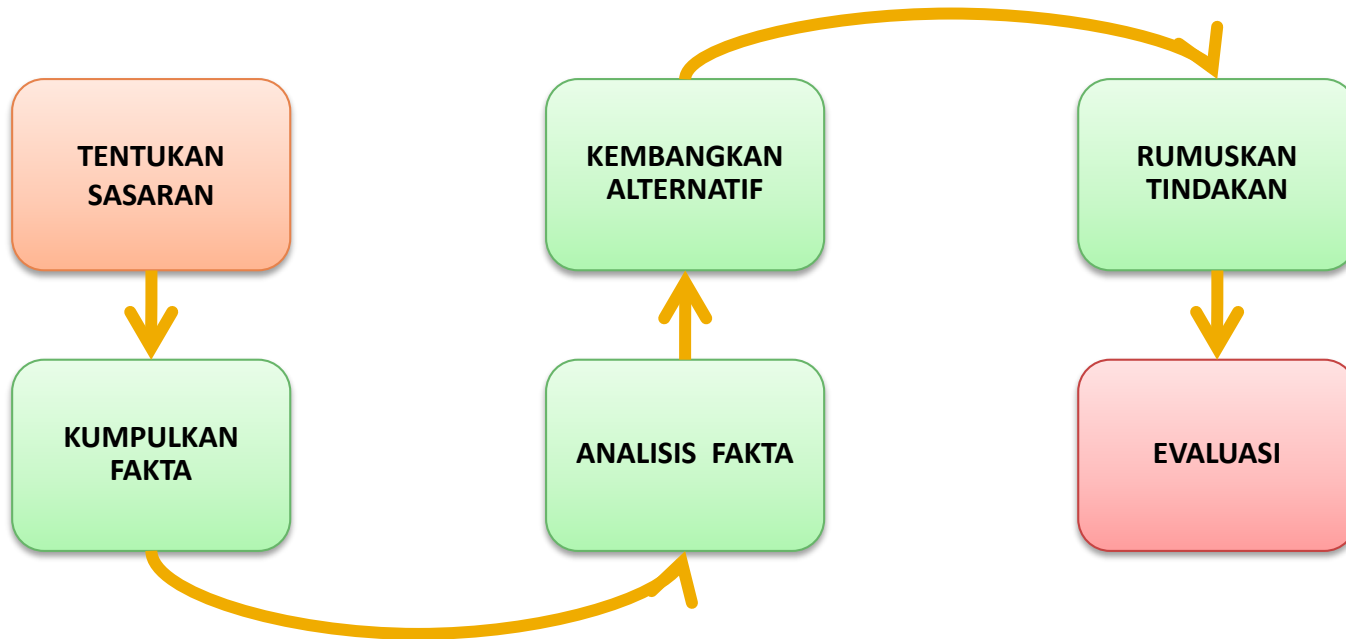 TENTUKAN
SASARAN
KUMPULKAN
FAKTA
ANALISIS FAKTA
KEMBANGKAN
ALTERNATIF
RUMUSKAN
TINDAKAN
EVALUASI